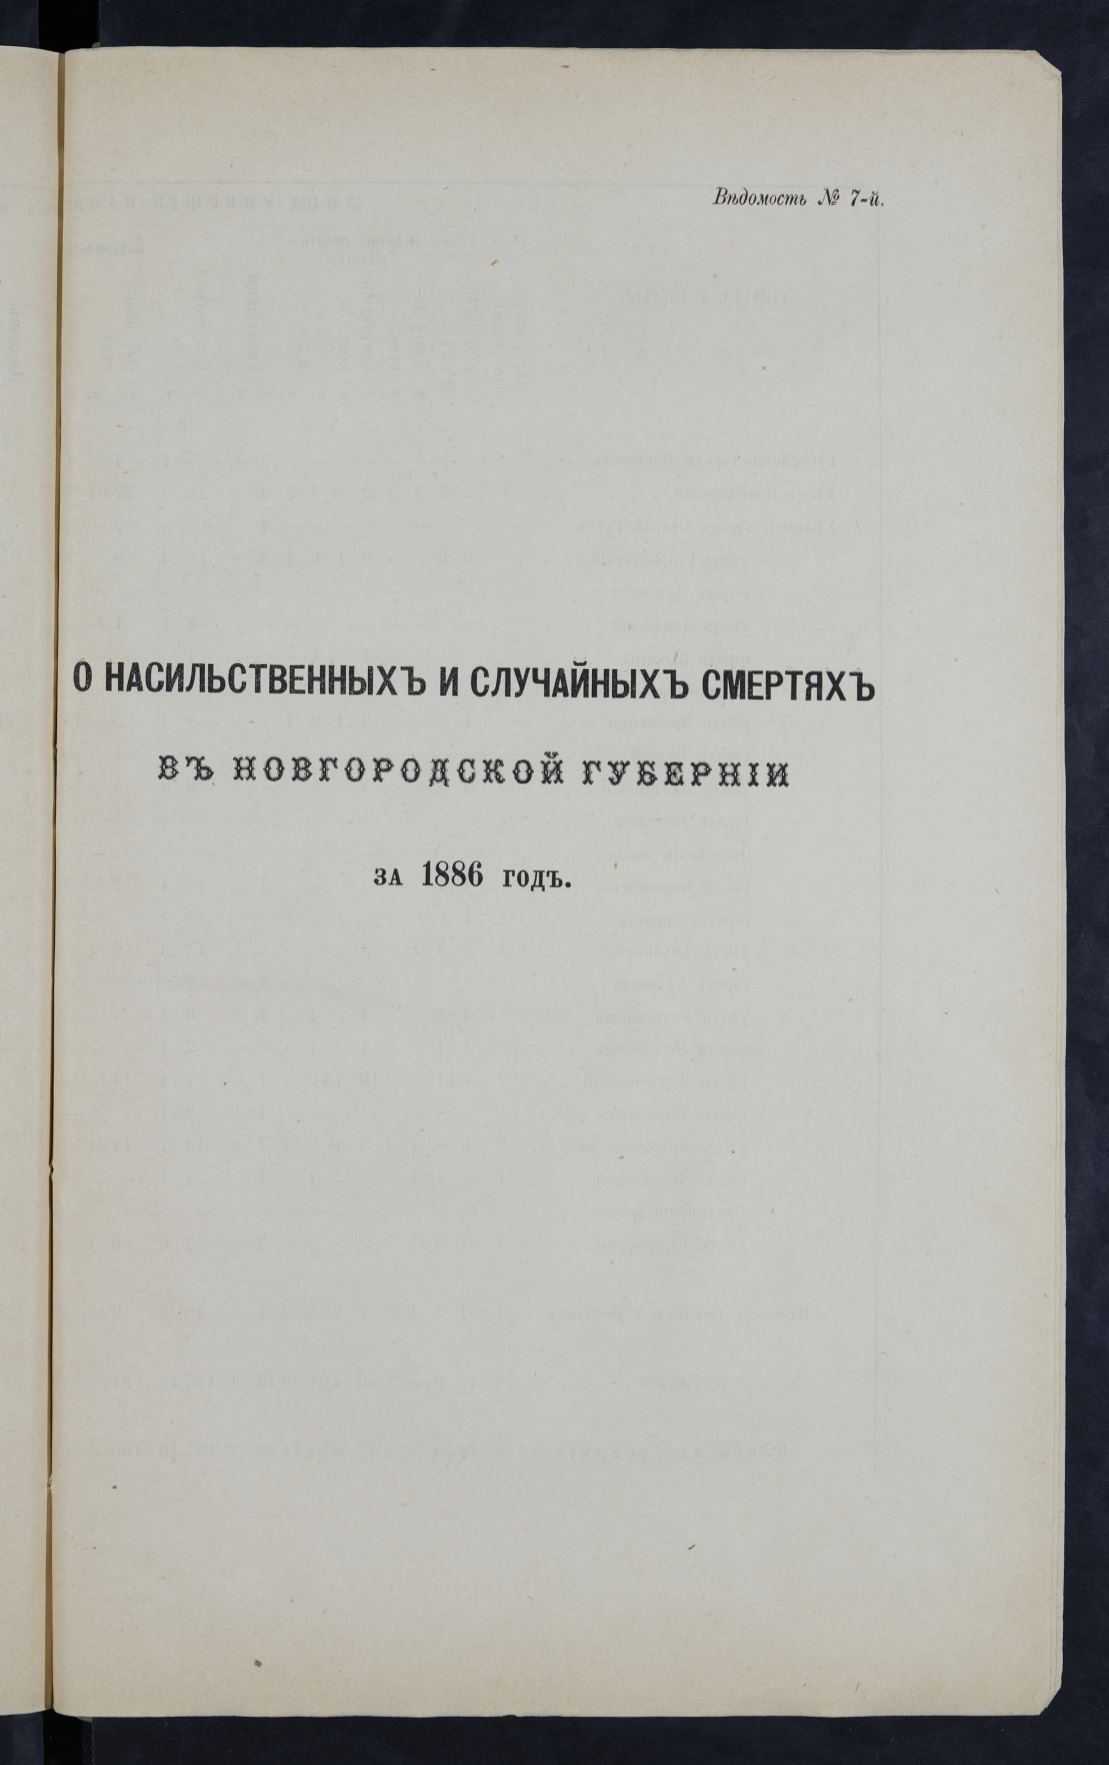 Вѣдомость № 7-й.
О НАСИЛЬСТВЕННЫХЪ И СЛУЧАЙНЫХЪ СМЕРТЯХЪ
ВЪ НОВГОРОДСКОЙ ГУБЕРНІИ
ЗА 1886 ГОДЪ.